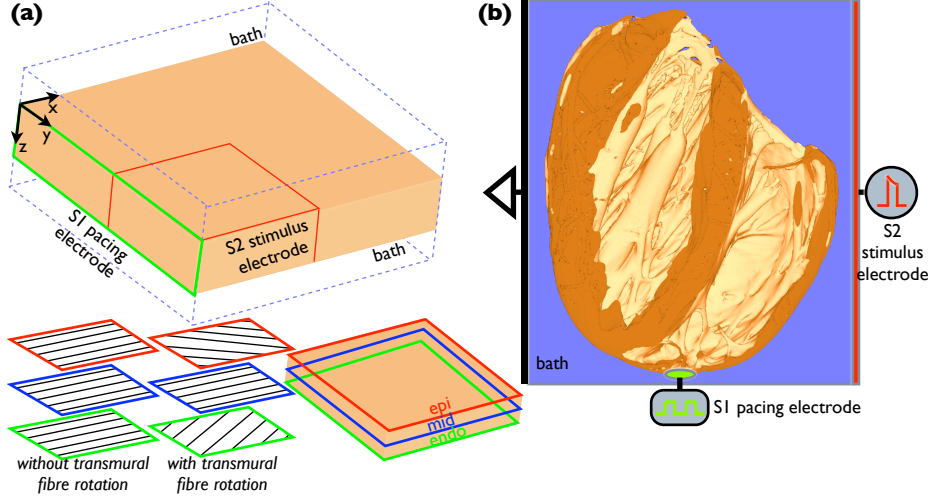 (a)
bath
x
y
z
S1 pacing
electrode
S2 stimulus
electrode
bath
epi
mid
endo
without transmural
fibre rotation
with transmural
fibre rotation
(b)
S2
stimulus
electrode
bath
S1 pacing electrode